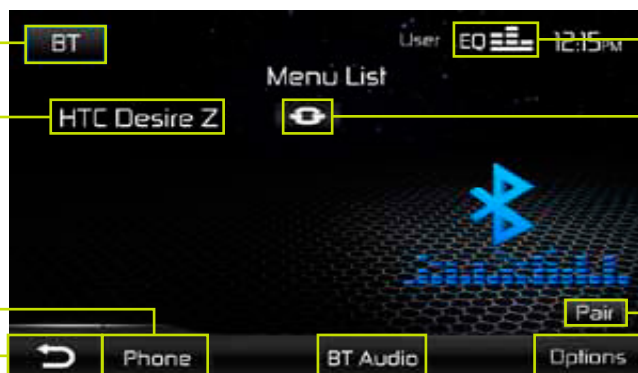 BT User EQ 12:15PM
Menu List
HTC Desire Z
Pair
Phone BT Audio Options